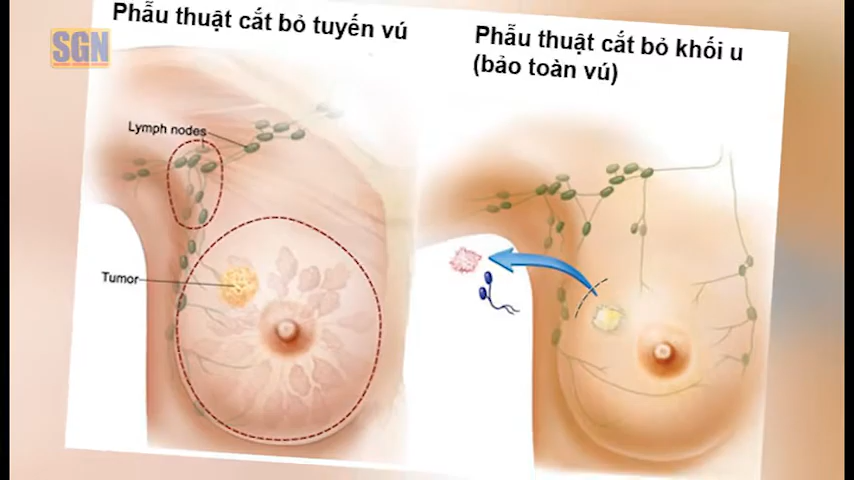 SGN
Phẫu thuật cắt bỏ tuyến vú
Phẫu thuật cắt bỏ khối u
(bảo toàn vú)
Lymph nodes
Tumor